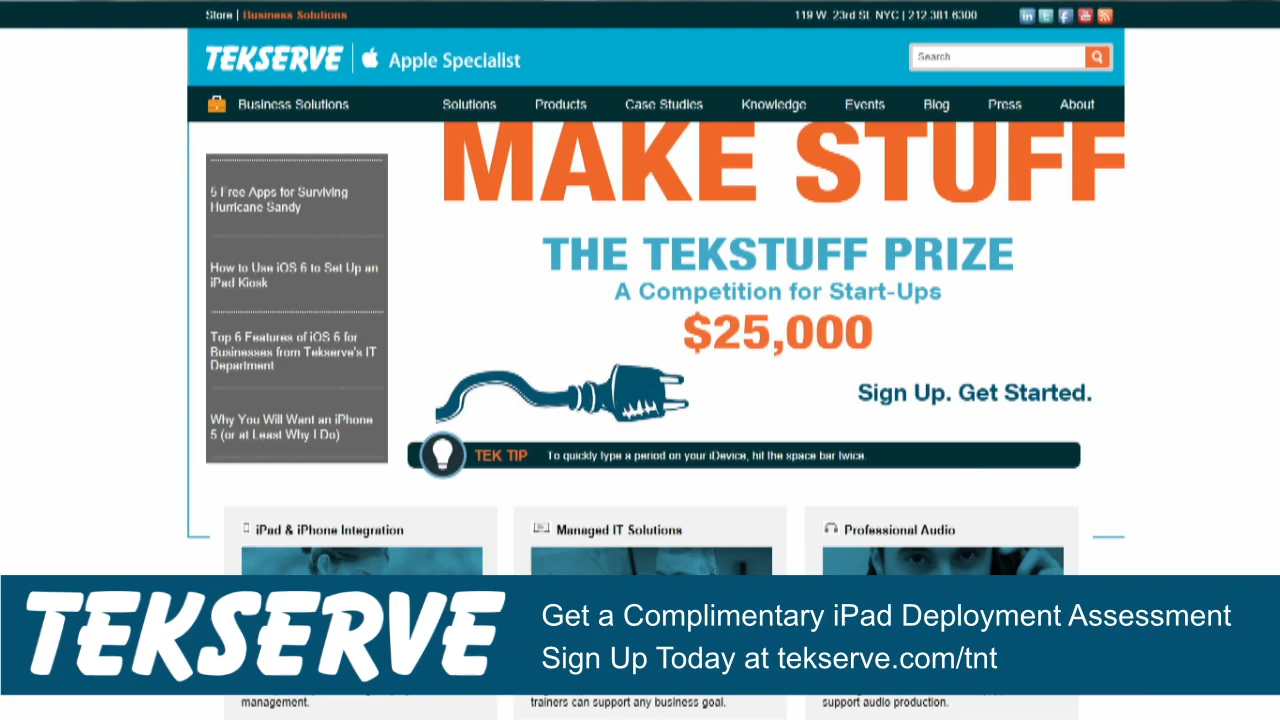 Store | Business Solutions
119 W. 23rd St. NYC | 212.381.6300
TEKSERVE Apple Specialist
Search
Business Solutions Solutions Products Case Studies Knowledge Events Blog Press About
MAKE STUFF
5 Free Apps for Surviving
Hurricane Sandy
How to Use iOS 6 to Set Up an
iPad Kiosk
Top 6 Features of iOS 6 for
Businesses from Tekserve's IT
Department
Why You Will Want an iPhone
5 (or at Least Why I Do)
THE TEKSTUFF PRIZE
A Competition for Start-Ups
$25,000
Sign Up. Get Started.
TEK TIP To quickly type a period on your iDevice, hit the space bar twice
iPad & iPhone Integration
Managed IT Solutions
Professional Audio
TEKSERVE
Get a Complimentary iPad Deployment Assessment
Sign Up Today at tekserve.com/tnt
management.
trainers can support any business goal.
support audio production.